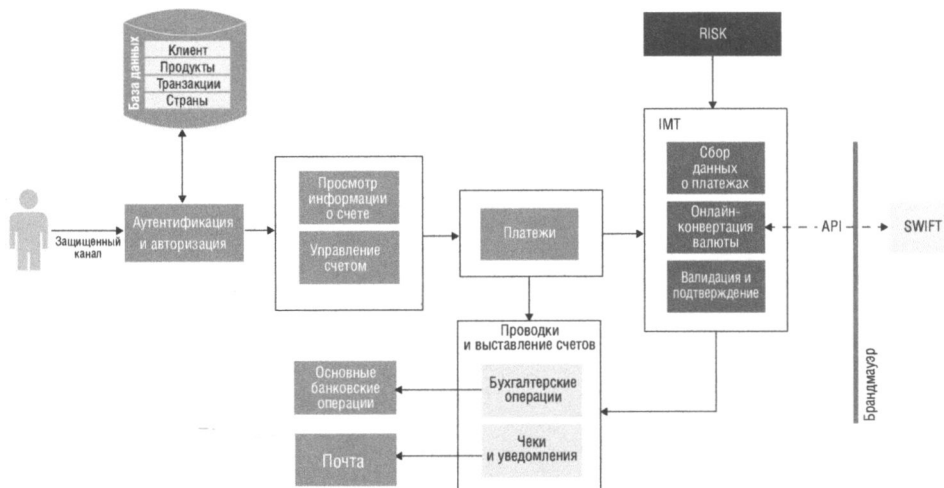 База данных
Клиент
Продукты
Транзакции
Страны
RISK
IMT
Сбор
данных
о платежах
Онлайн-
конвертация
валюты
Валидация и
подтверждение
API
SWIFT
Брандмауэр
Защищенный
канал
Аутентификация
и авторизация
Просмотр
информации
о счете
Управление
счетом
Платежи
Проводки
и выставление счетов
Бухгалтерские
операции
Чеки
и уведомления
Основные
банковские
операции
Почта